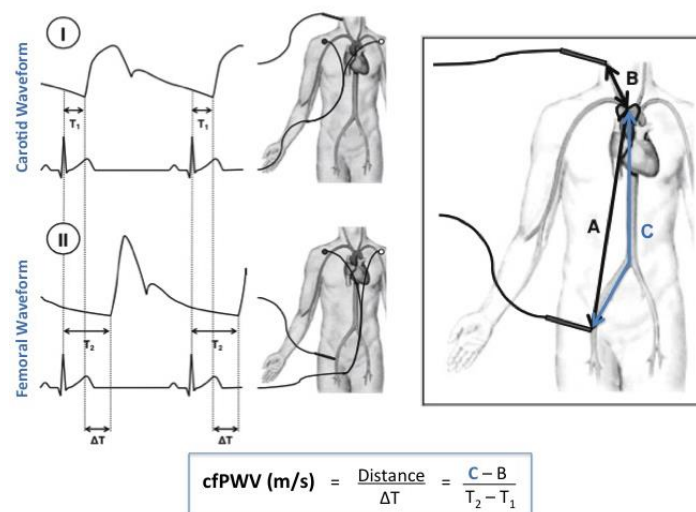 Carotid Waveform
I
T₁ T₁
Femoral Waveform
II
T₂ T₂
ΔT ΔT
B
A
C
cfPWV (m/s) = Distance / ΔT = C – B / T₂ – T₁